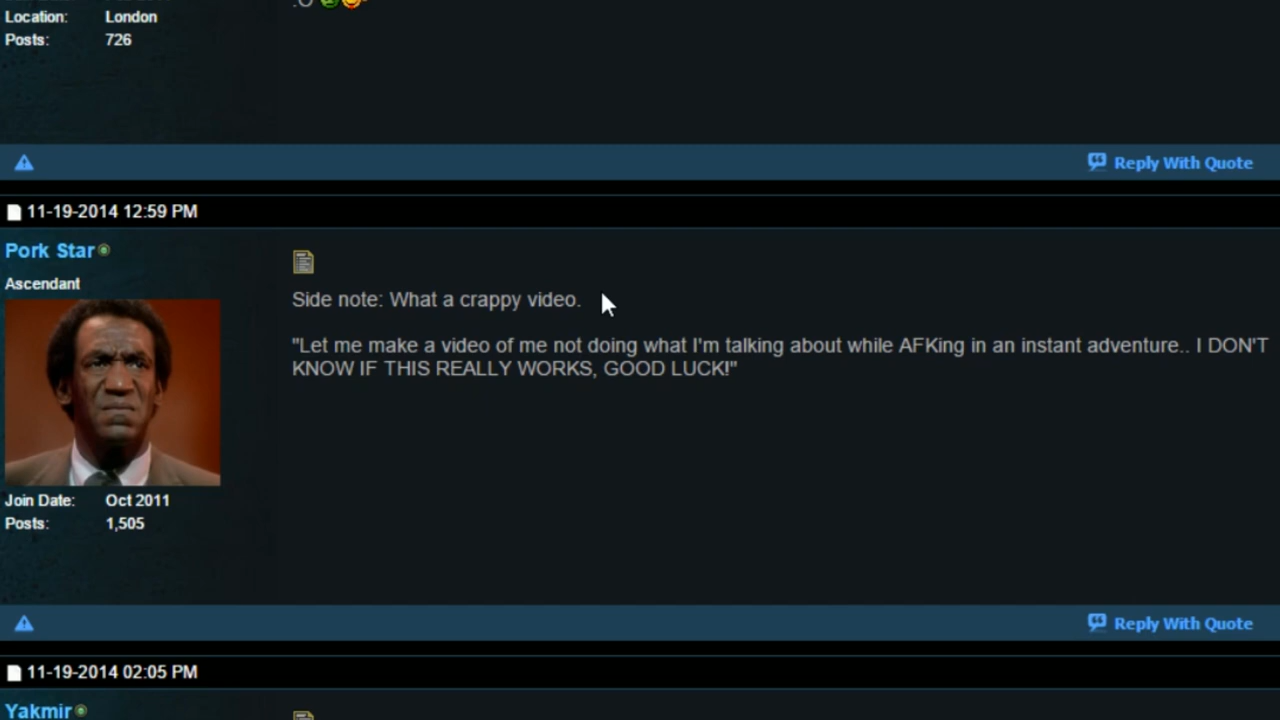 Location: London
Posts: 726
Reply With Quote
11-19-2014 12:59 PM
Pork Star
Ascendant
Side note: What a crappy video.
"Let me make a video of me not doing what I'm talking about while AFKing in an instant adventure.. I DON'T
KNOW IF THIS REALLY WORKS, GOOD LUCK!"
Join Date: Oct 2011
Posts: 1,505
Reply With Quote
11-19-2014 02:05 PM
Yakmir